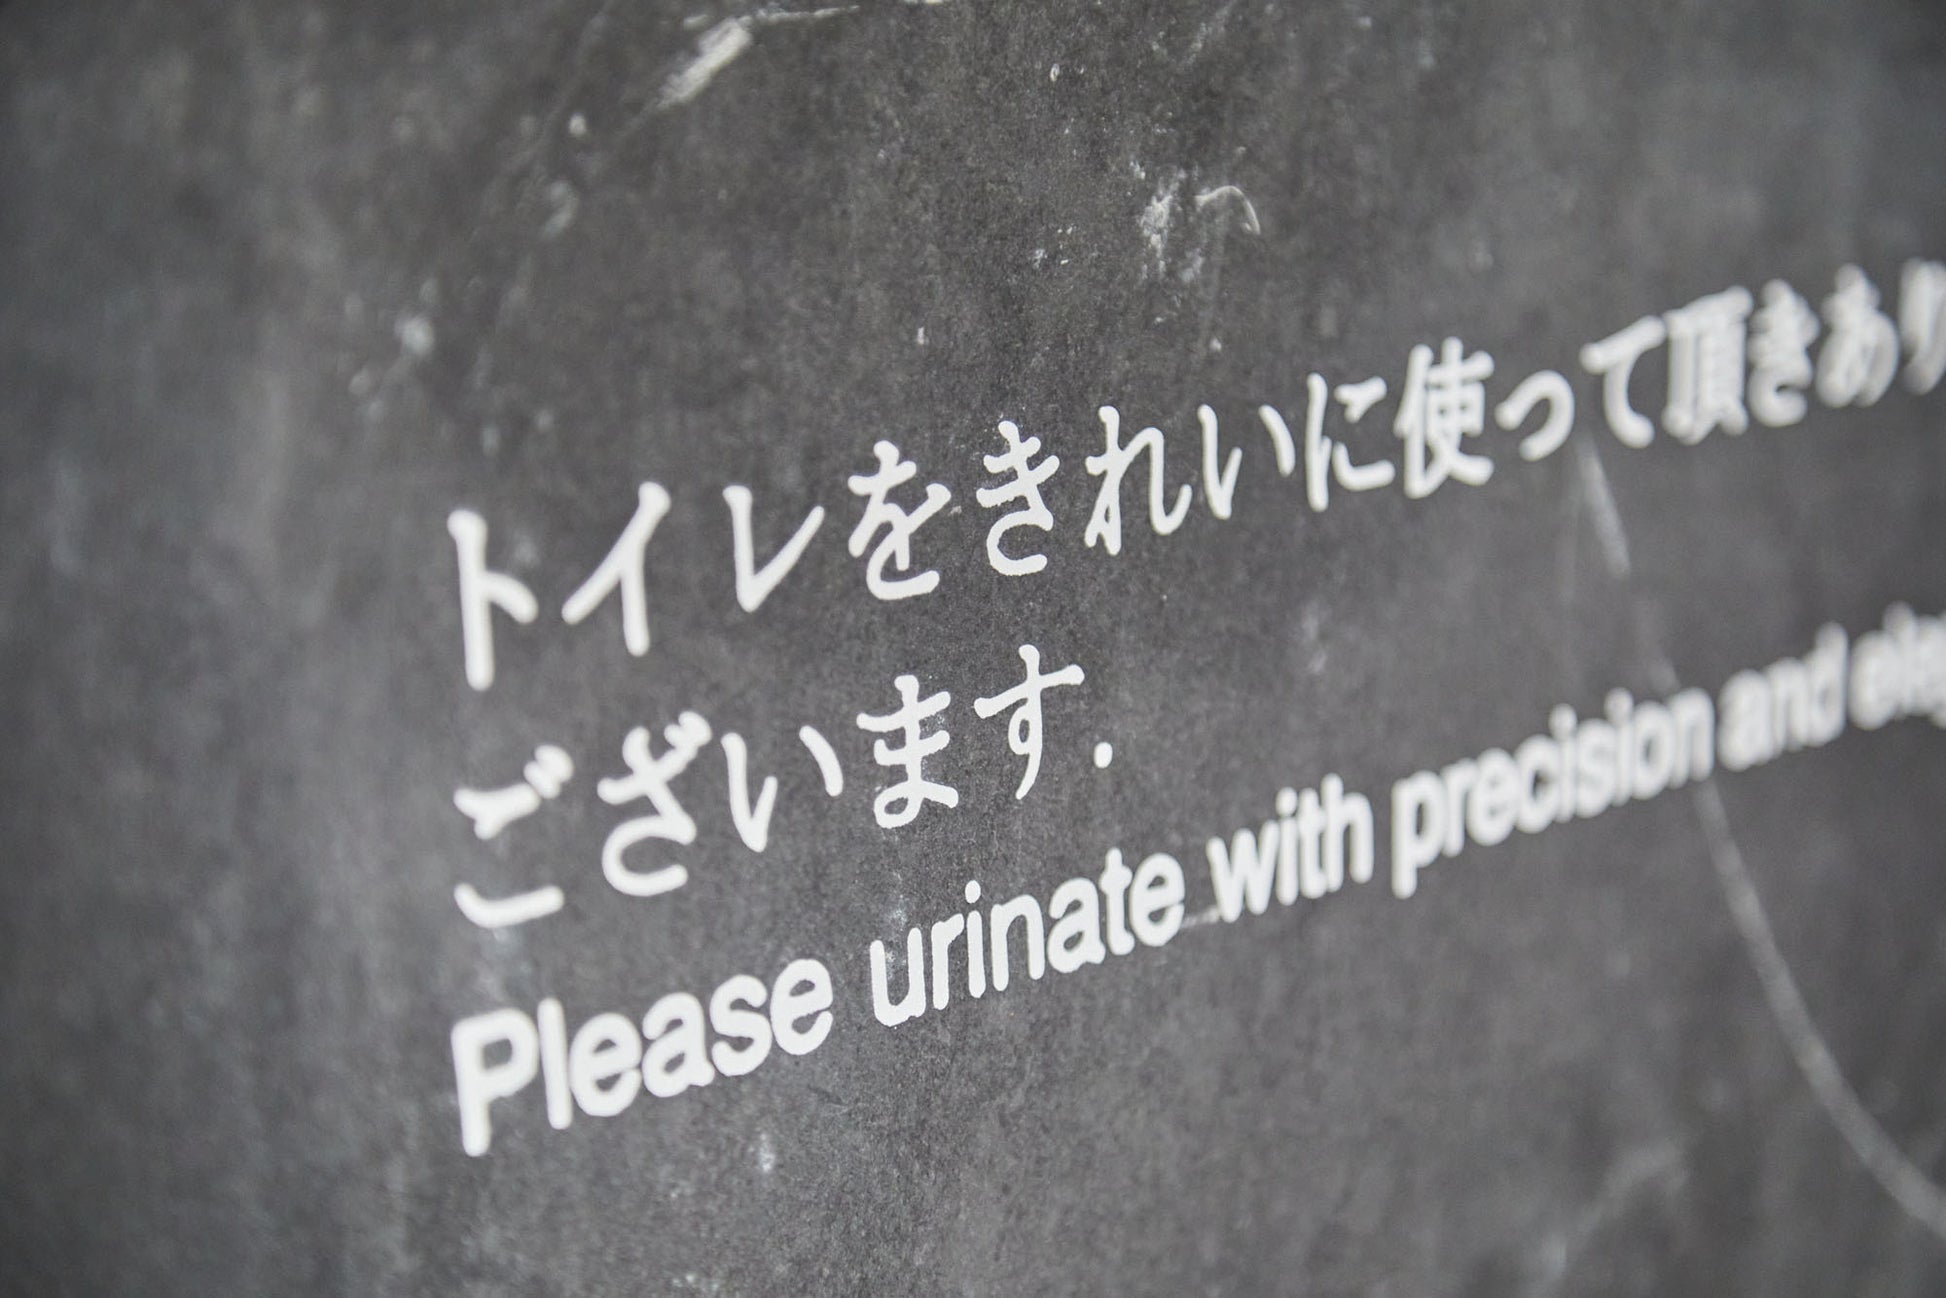 トイレをきれいに使って頂きあり
ございます.
Please urinate with precision and